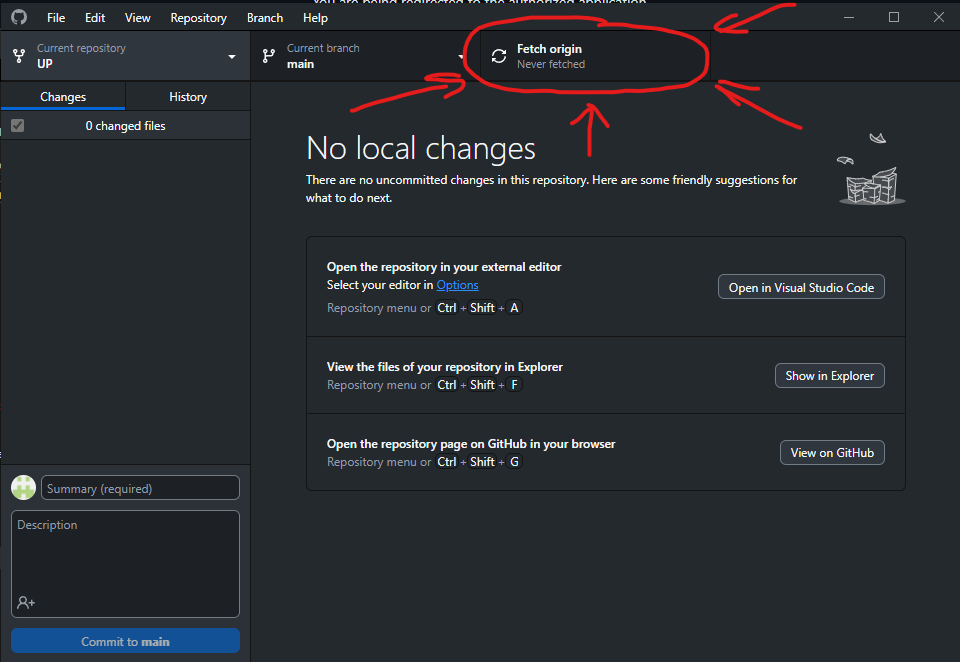 You are being redirected to the authorized application.
File Edit View Repository Branch Help
Current repository
UP
Current branch
main
Fetch origin
Never fetched
Changes History
0 changed files
No local changes
There are no uncommitted changes in this repository. Here are some friendly suggestions for
what to do next.
Open the repository in your external editor
Select your editor in Options
Repository menu or Ctrl + Shift + A
Open in Visual Studio Code
View the files of your repository in Explorer
Repository menu or Ctrl + Shift + F
Show in Explorer
Open the repository page on GitHub in your browser
Repository menu or Ctrl + Shift + G
View on GitHub
Summary (required)
Description
Commit to main